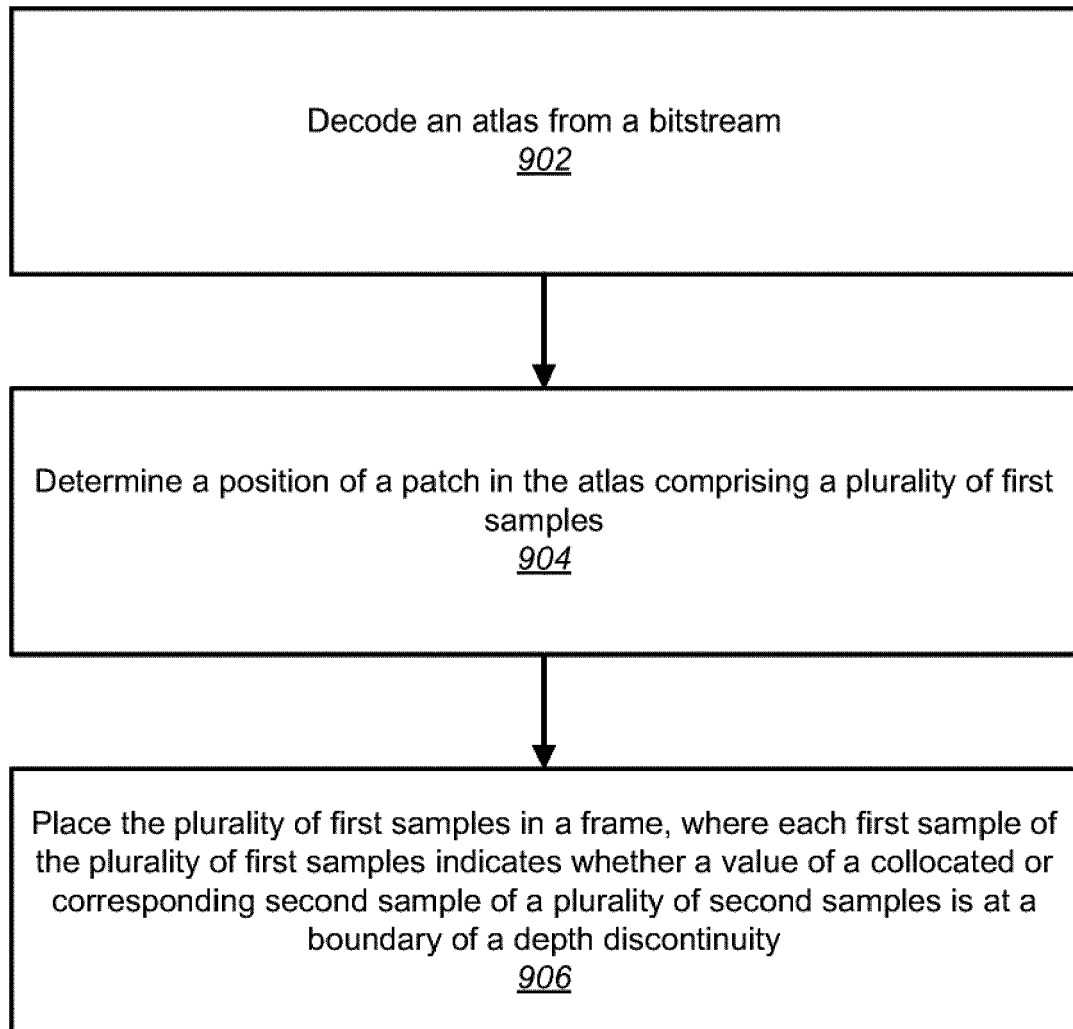 Decode an atlas from a bitstream
902
Determine a position of a patch in the atlas comprising a plurality of first
samples
904
Place the plurality of first samples in a frame, where each first sample of
the plurality of first samples indicates whether a value of a collocated or
corresponding second sample of a plurality of second samples is at a
boundary of a depth discontinuity
906